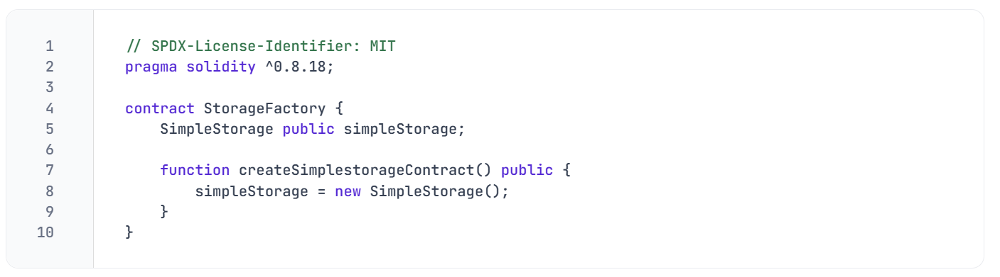 1 // SPDX-License-Identifier: MIT
2 pragma solidity ^0.8.18;
3
4 contract StorageFactory {
5     SimpleStorage public simpleStorage;
6
7     function createSimplestorageContract() public {
8         simpleStorage = new SimpleStorage();
9     }
10 }